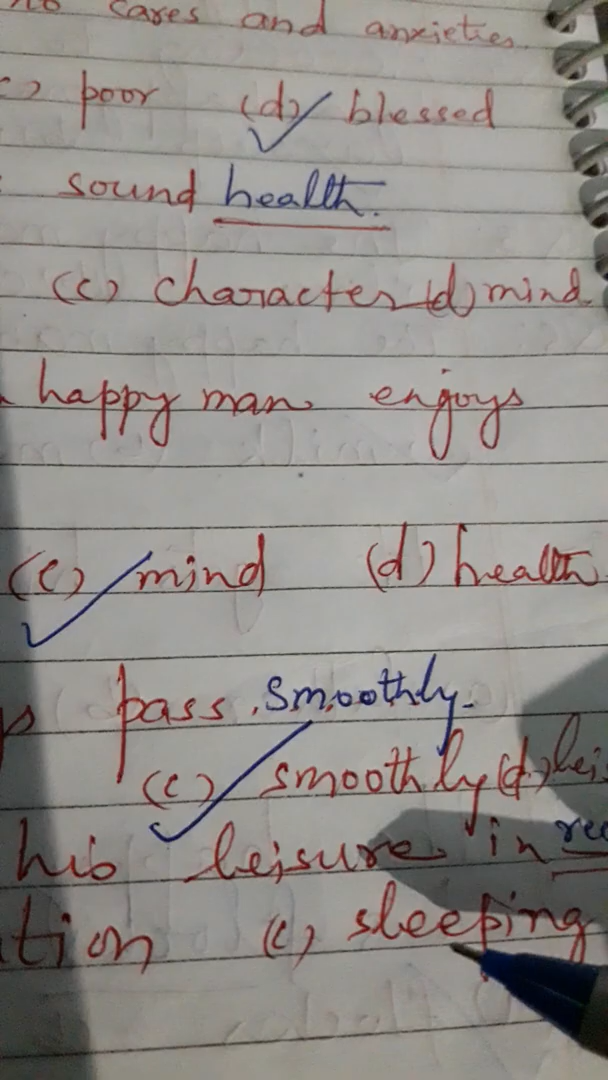 no cares and anxieties.
(c) poor (d) blessed
sound health.
(c) character (d) mind.
happy man enjoys
(c) mind (d) health
pass. Smoothly.
(c) smoothly (d)
his leisure in
tion (c) sleeping